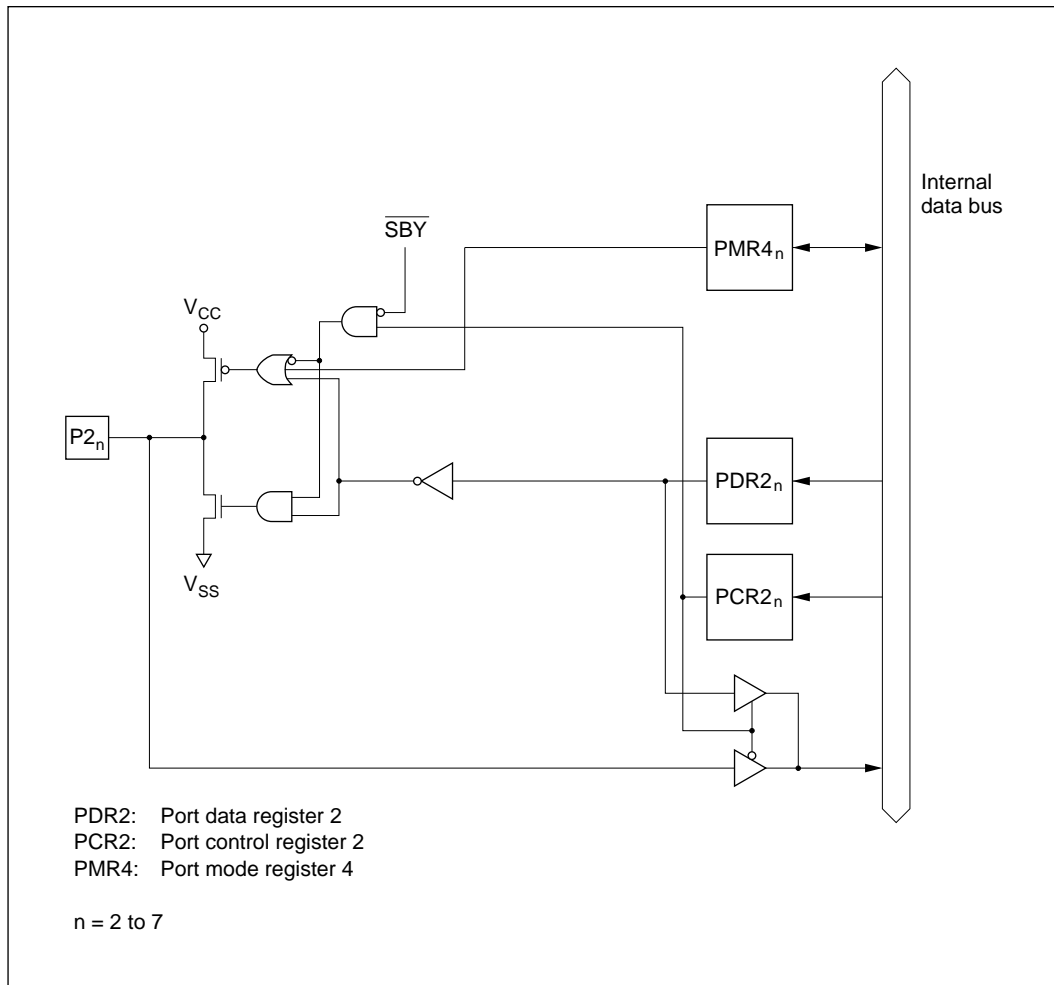 Internal
data bus
SBY
PMR4n
VCC
P2n
PDR2n
VSS
PCR2n
PDR2: Port data register 2
PCR2: Port control register 2
PMR4: Port mode register 4
n = 2 to 7